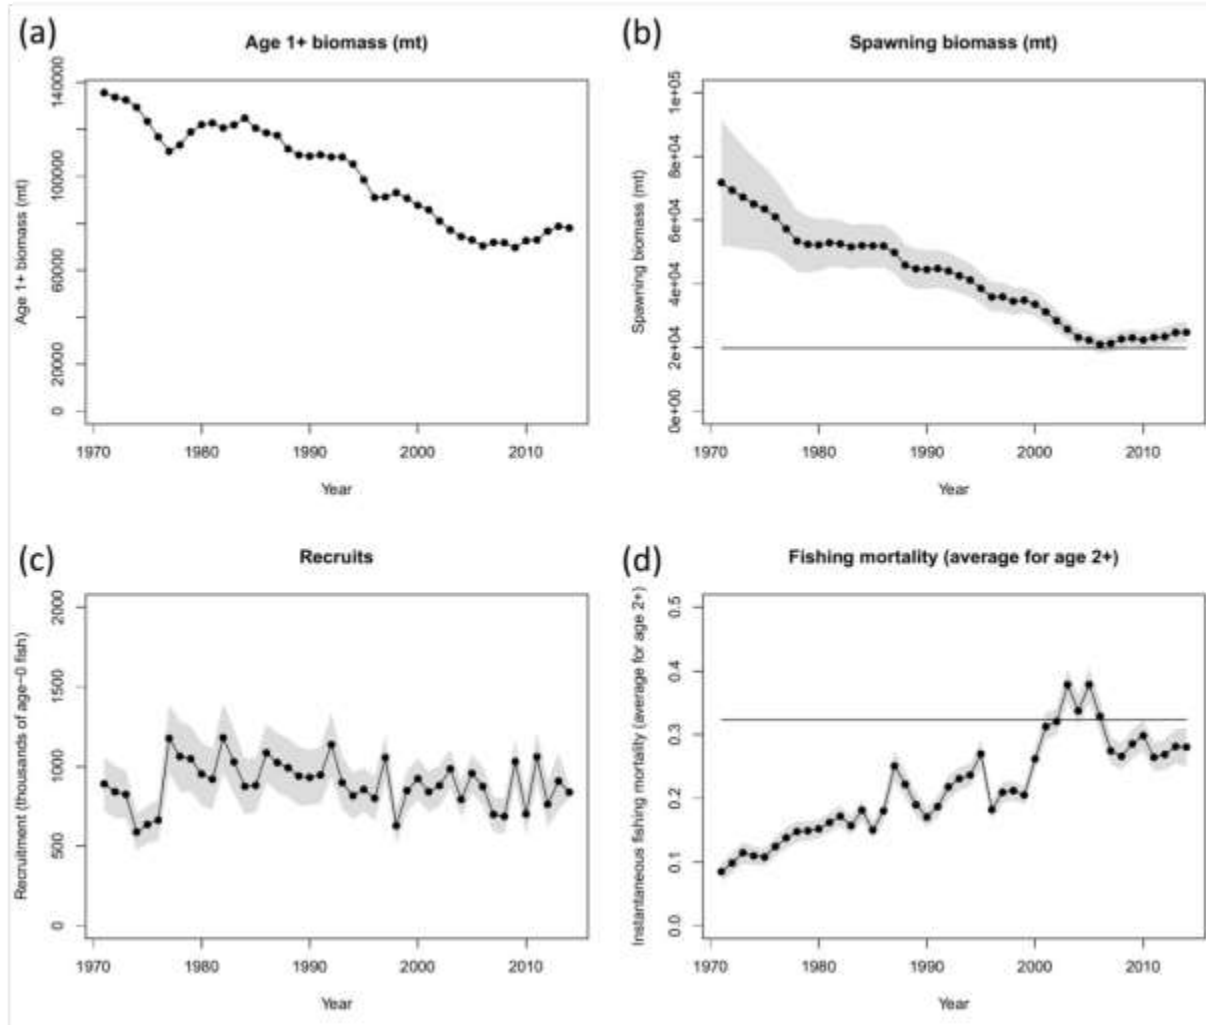 (a)
Age 1+ biomass (mt)
Age 1+ biomass (mt)
140000
100000
60000
20000
0
1970 1980 1990 2000 2010
Year
(b)
Spawning biomass (mt)
Spawning biomass (mt)
1e+05
8e+04
6e+04
4e+04
2e+04
0e+00
1970 1980 1990 2000 2010
Year
(c)
Recruits
Recruitment (thousands of age−0 fish)
2000
1500
1000
500
0
1970 1980 1990 2000 2010
Year
(d)
Fishing mortality (average for age 2+)
Instantaneous fishing mortality (average for age 2+)
0.5
0.4
0.3
0.2
0.1
0.0
1970 1980 1990 2000 2010
Year